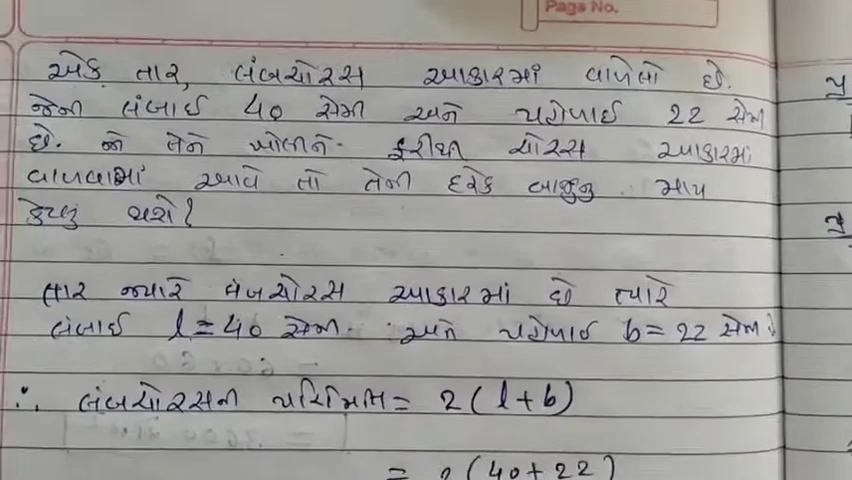 Page No.
એક તાર, લંબચોરસ આકારમાં વાળેલો છે.
જેની લંબાઈ 40 સેમી અને પહોળાઈ 22 સેમી
છે. જો તેને ખોલીને ફરીથી ચોરસ આકારમાં
વાળવામાં આવે તો તેની દરેક બાજુનુ માપ
કેટલું થશે?
તાર જ્યારે લંબચોરસ આકારમાં છે ત્યારે
લંબાઈ l = 40 સેમી અને પહોળાઈ b = 22 સેમી
∴ લંબચોરસની પરિમિતિ = 2 ( l + b )
= 2 ( 40 + 22 )